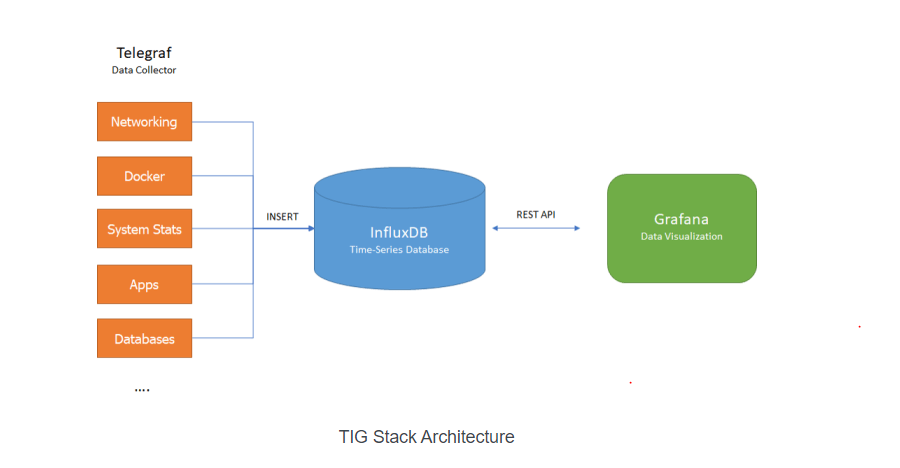 Telegraf
Data Collector
Networking
Docker
System Stats
Apps
Databases
....
INSERT
InfluxDB
Time-Series Database
REST API
Grafana
Data Visualization
TIG Stack Architecture